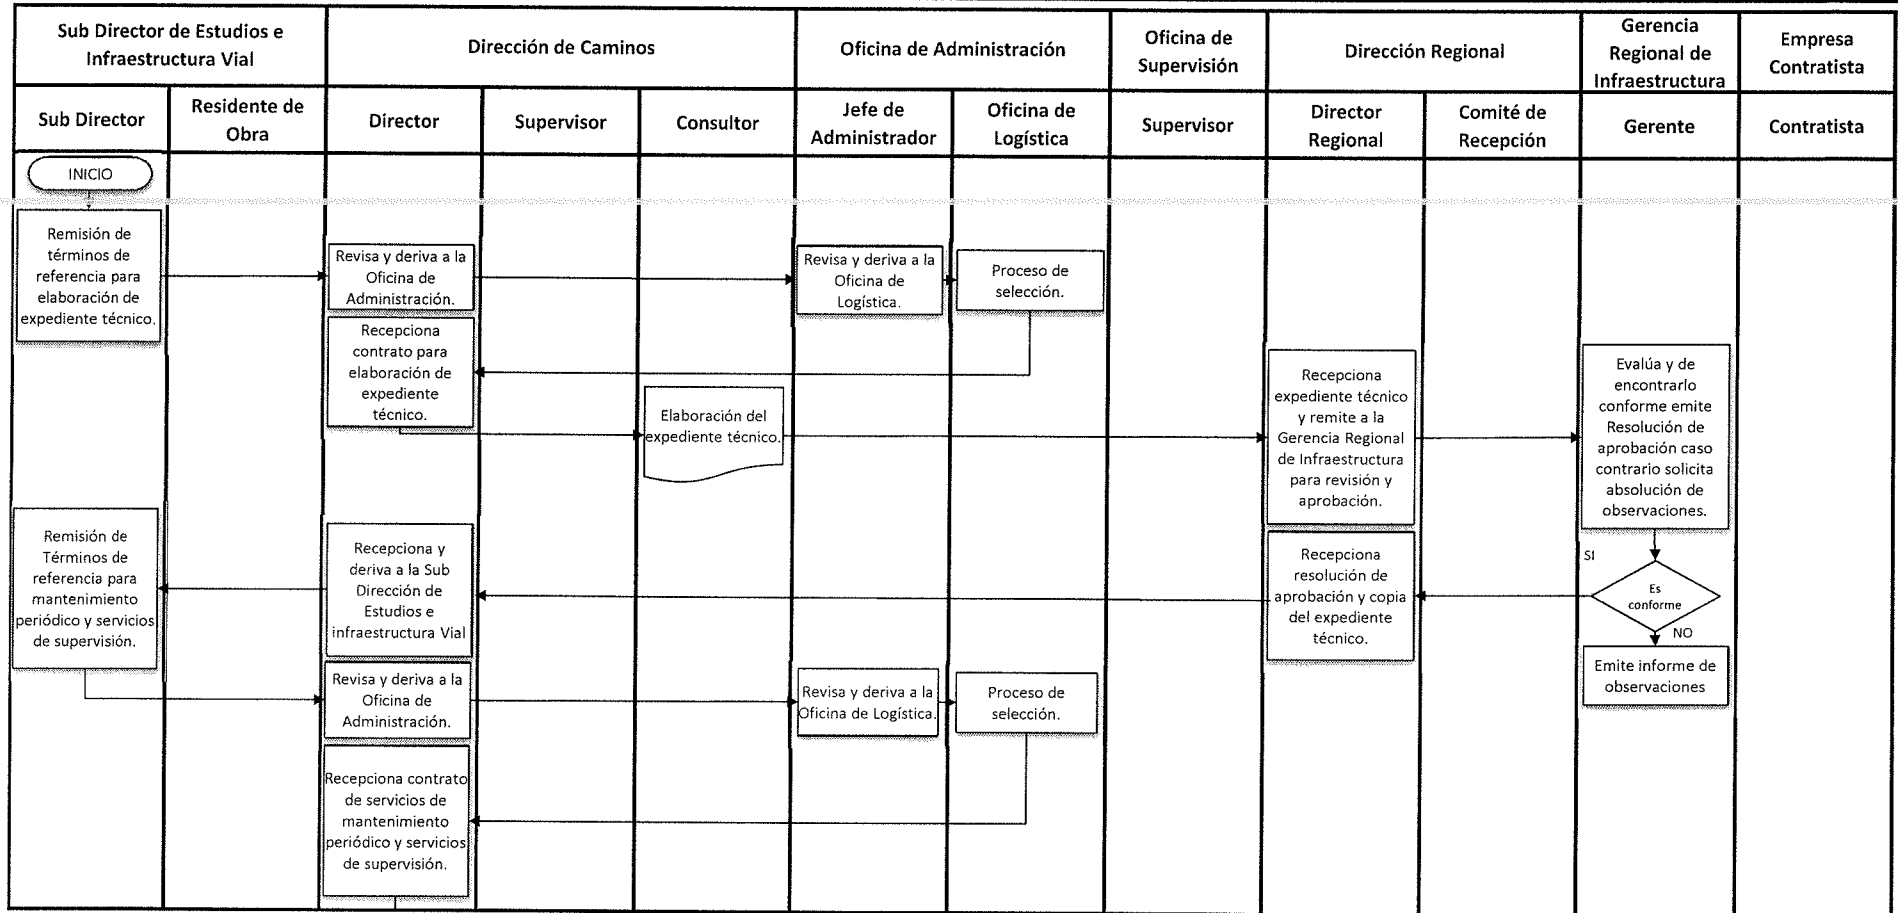 Sub Director de Estudios e
Infraestructura Vial
Dirección de Caminos
Oficina de Administración
Oficina de
Supervisión
Dirección Regional
Gerencia
Regional de
Infraestructura
Empresa
Contratista
Sub Director
Residente de
Obra
Director
Supervisor
Consultor
Jefe de
Administrador
Oficina de
Logística
Supervisor
Director
Regional
Comité de
Recepción
Gerente
Contratista
INICIO
Remisión de
términos de
referencia para
elaboración de
expediente técnico.
Revisa y deriva a la
Oficina de
Administración.
Revisa y deriva a la
Oficina de
Logística.
Proceso de
selección.
Recepciona
contrato para
elaboración de
expediente
técnico.
Elaboración del
expediente técnico.
Recepciona
expediente técnico
y remite a la
Gerencia Regional
de Infraestructura
para revisión y
aprobación.
Evalúa y de
encontrarlo
conforme emite
Resolución de
aprobación caso
contrario solicita
absolución de
observaciones.
SI
Es
conforme
NO
Emite informe de
observaciones
Recepciona
resolución de
aprobación y copia
del expediente
técnico.
Recepciona y
deriva a la Sub
Dirección de
Estudios e
infraestructura Vial
Remisión de
Términos de
referencia para
mantenimiento
periódico y servicios
de supervisión.
Revisa y deriva a la
Oficina de
Administración.
Revisa y deriva a la
Oficina de Logística.
Proceso de
selección.
Recepciona contrato
de servicios de
mantenimiento
periódico y servicios
de supervisión.